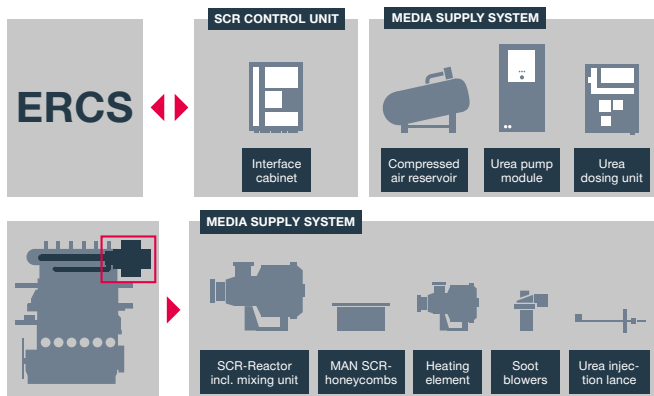 SCR CONTROL UNIT
MEDIA SUPPLY SYSTEM
ERCS
Interface
cabinet
Compressed
air reservoir
Urea pump
module
Urea
dosing unit
MEDIA SUPPLY SYSTEM
SCR-Reactor
incl. mixing unit
MAN SCR-
honeycombs
Heating
element
Soot
blowers
Urea injec-
tion lance